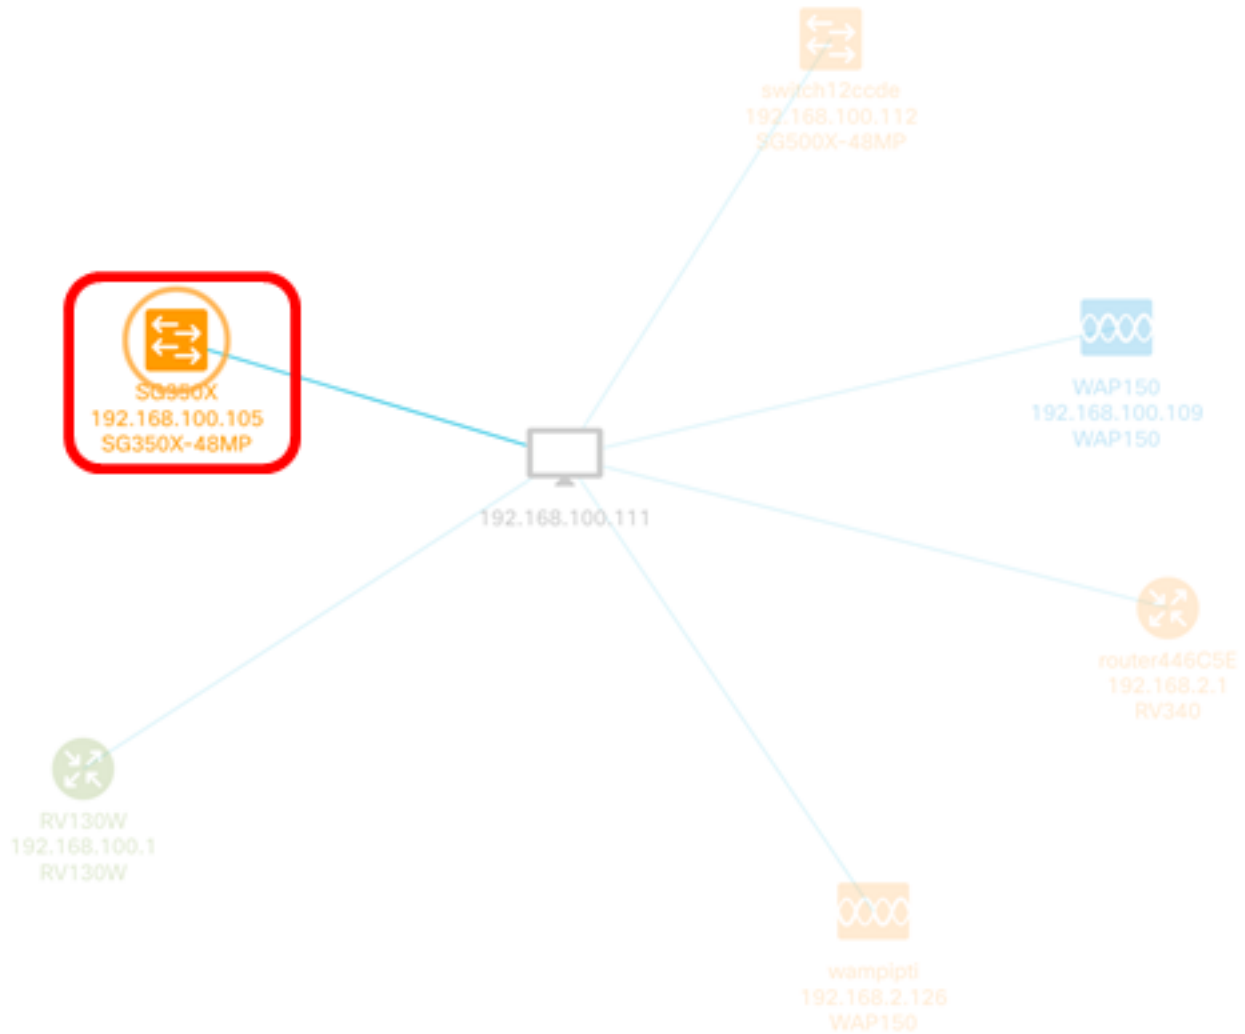 switch12ccde
192.168.100.112
SG500X-48MP
SG350X
192.168.100.105
SG350X-48MP
WAP150
192.168.100.109
WAP150
192.168.100.111
router446C5E
192.168.2.1
RV340
RV130W
192.168.100.1
RV130W
wampipti
192.168.2.126
WAP150